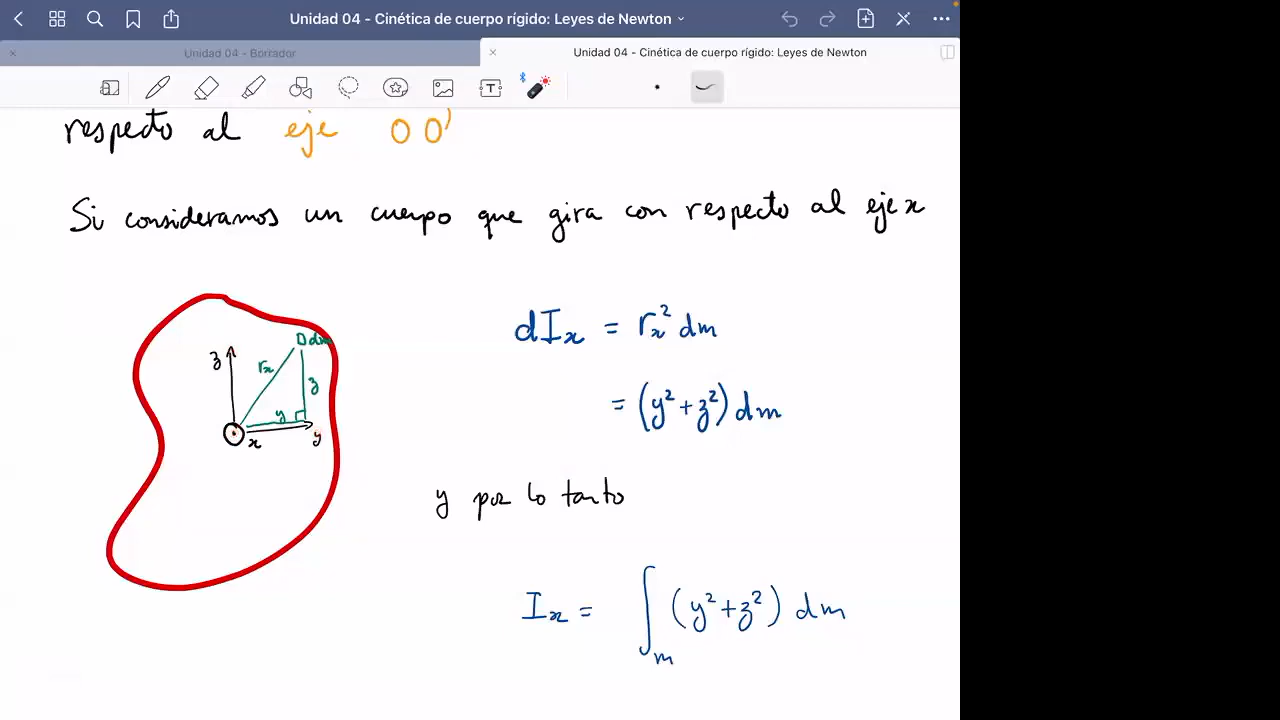 Unidad 04 - Cinética de cuerpo rígido: Leyes de Newton
Unidad 04 - Borrador
Unidad 04 - Cinética de cuerpo rígido: Leyes de Newton
respecto al eje OO'
Si consideramos un cuerpo que gira con respecto al eje x
z
y
x
rx
dm
z
y
dIx = rx² dm
= (y² + z²) dm
y por lo tanto
Ix = ∫m (y² + z²) dm